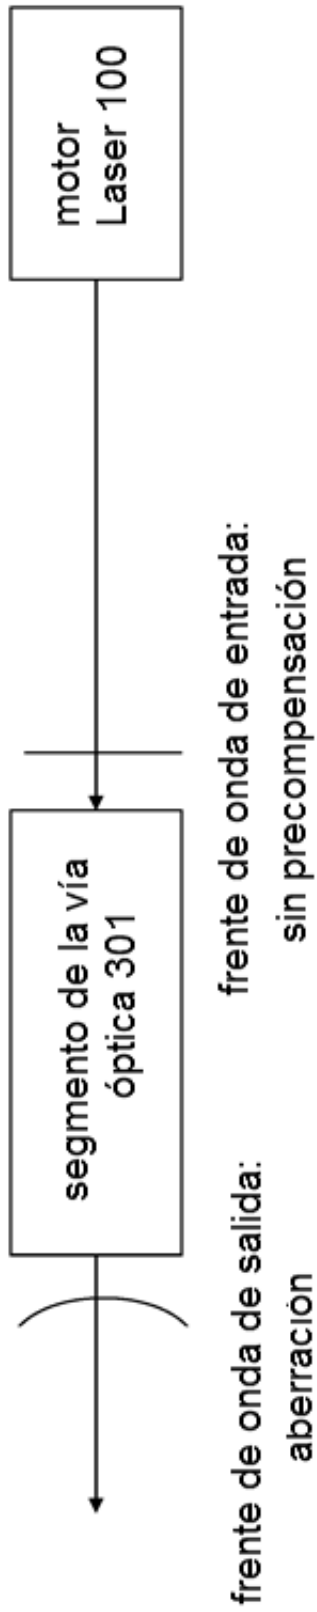 motor
Laser 100
frente de onda de entrada:
sin precompensación
segmento de la vía
óptica 301
frente de onda de salida:
aberración